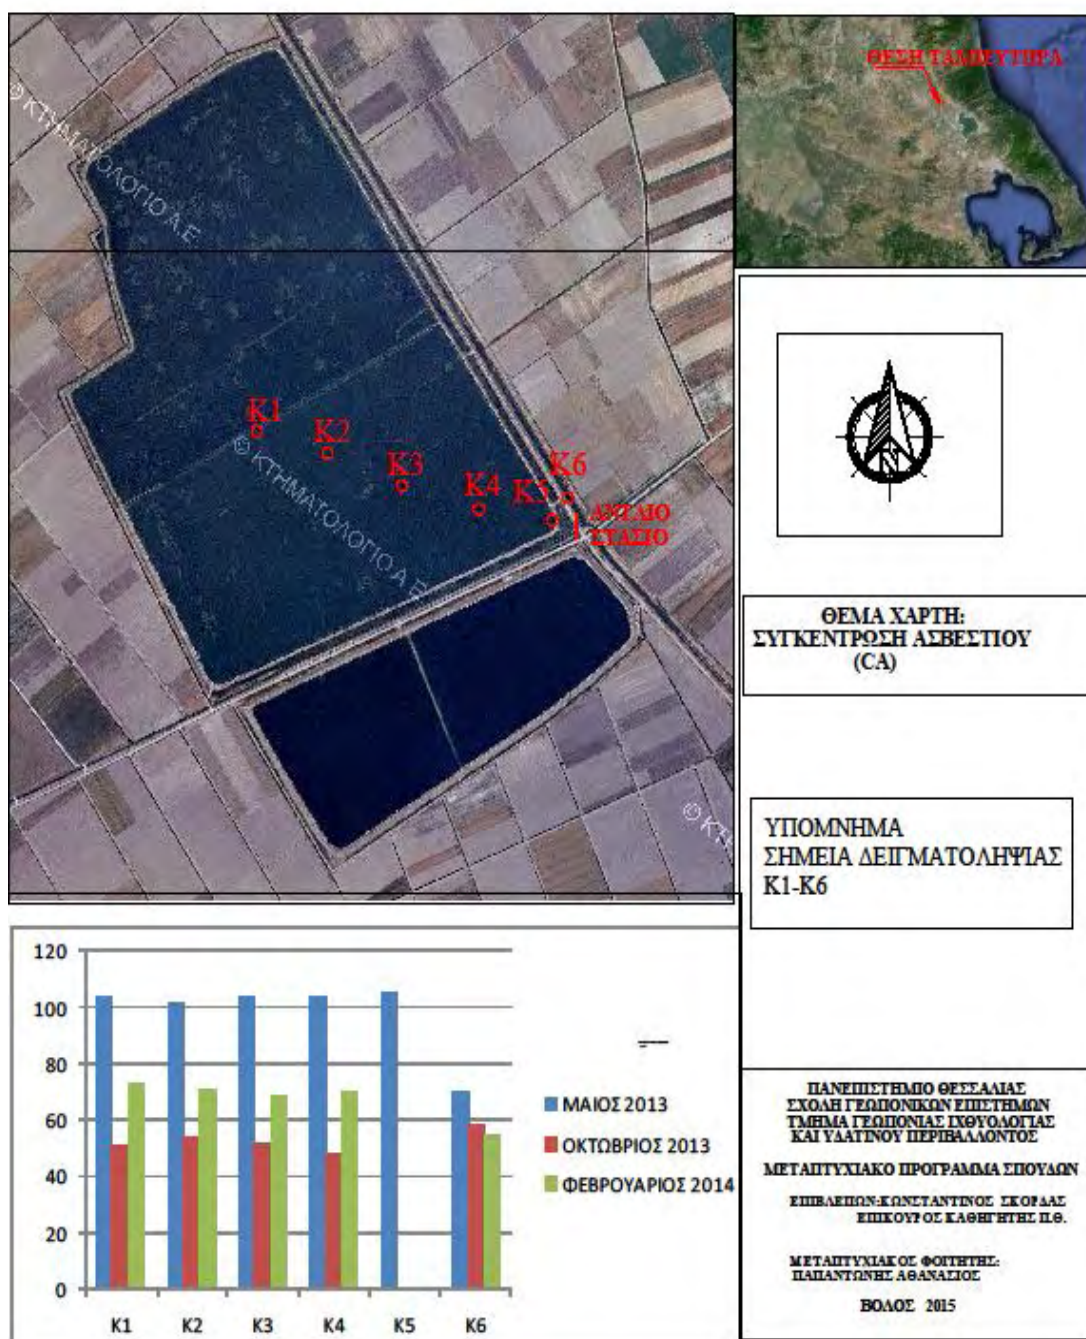 © ΚΤΗΜΑΤΟΛΟΓΙΟ Α.Ε
ΘΕΣΗ ΤΑΜΙΕΥΤΗΡΑ
K1
K2
K3
K4
K5
K6
ΑΝΤΛΙΟ
ΣΤΑΣΙΟ
© ΚΤΗΜΑΤΟΛΟΓΙΟ Α.Ε
© ΚΤΗ
N
ΘΕΜΑ ΧΑΡΤΗ:
ΣΥΓΚΕΝΤΡΩΣΗ ΑΣΒΕΣΤΙΟΥ
(CA)
ΥΠΟΜΝΗΜΑ
ΣΗΜΕΙΑ ΔΕΙΓΜΑΤΟΛΗΨΙΑΣ
K1-K6
120
100
80
60
40
20
0
K1 K2 K3 K4 K5 K6
ΜΑΙΟΣ 2013
ΟΚΤΩΒΡΙΟΣ 2013
ΦΕΒΡΟΥΑΡΙΟΣ 2014
ΠΑΝΕΠΙΣΤΗΜΙΟ ΘΕΣΣΑΛΙΑΣ
ΣΧΟΛΗ ΓΕΩΠΟΝΙΚΩΝ ΕΠΙΣΤΗΜΩΝ
ΤΜΗΜΑ ΓΕΩΠΟΝΙΑΣ ΙΧΘΥΟΛΟΓΙΑΣ
ΚΑΙ ΥΔΑΤΙΝΟΥ ΠΕΡΙΒΑΛΛΟΝΤΟΣ
ΜΕΤΑΠΤΥΧΙΑΚΟ ΠΡΟΓΡΑΜΜΑ ΣΠΟΥΔΩΝ
ΕΠΙΒΛΕΠΩΝ:ΚΩΝΣΤΑΝΤΙΝΟΣ ΣΚΟΡΔΑΣ
ΕΠΙΚΟΥΡΟΣ ΚΑΘΗΓΗΤΗΣ Π.Θ.
ΜΕΤΑΠΤΥΧΙΑΚΟΣ ΦΟΙΤΗΤΗΣ:
ΠΑΠΑΝΤΩΝΗΣ ΑΘΑΝΑΣΙΟΣ
ΒΟΛΟΣ 2015